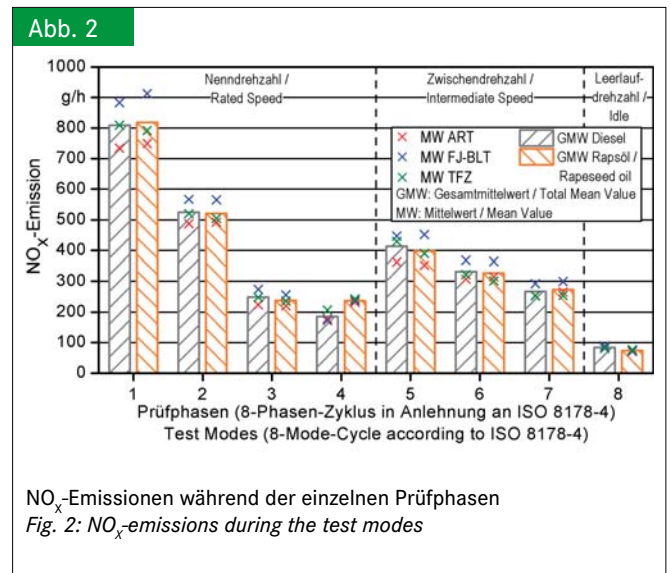 Abb. 2
1000
g/h
800
700
600
500
400
300
200
100
0
NOX-Emission
Nenndrehzahl /
Rated Speed
Zwischendrehzahl /
Intermediate Speed
Leerlauf-
drehzahl /
Idle
MW ART
MW FJ-BLT
MW TFZ
GMW Diesel
GMW Rapsöl /
Rapeseed oil
GMW: Gesamtmittelwert / Total Mean Value
MW: Mittelwert / Mean Value
1 2 3 4 5 6 7 8
Prüfphasen (8-Phasen-Zyklus in Anlehnung an ISO 8178-4)
Test Modes (8-Mode-Cycle according to ISO 8178-4)
NOX-Emissionen während der einzelnen Prüfphasen
Fig. 2: NOX-emissions during the test modes